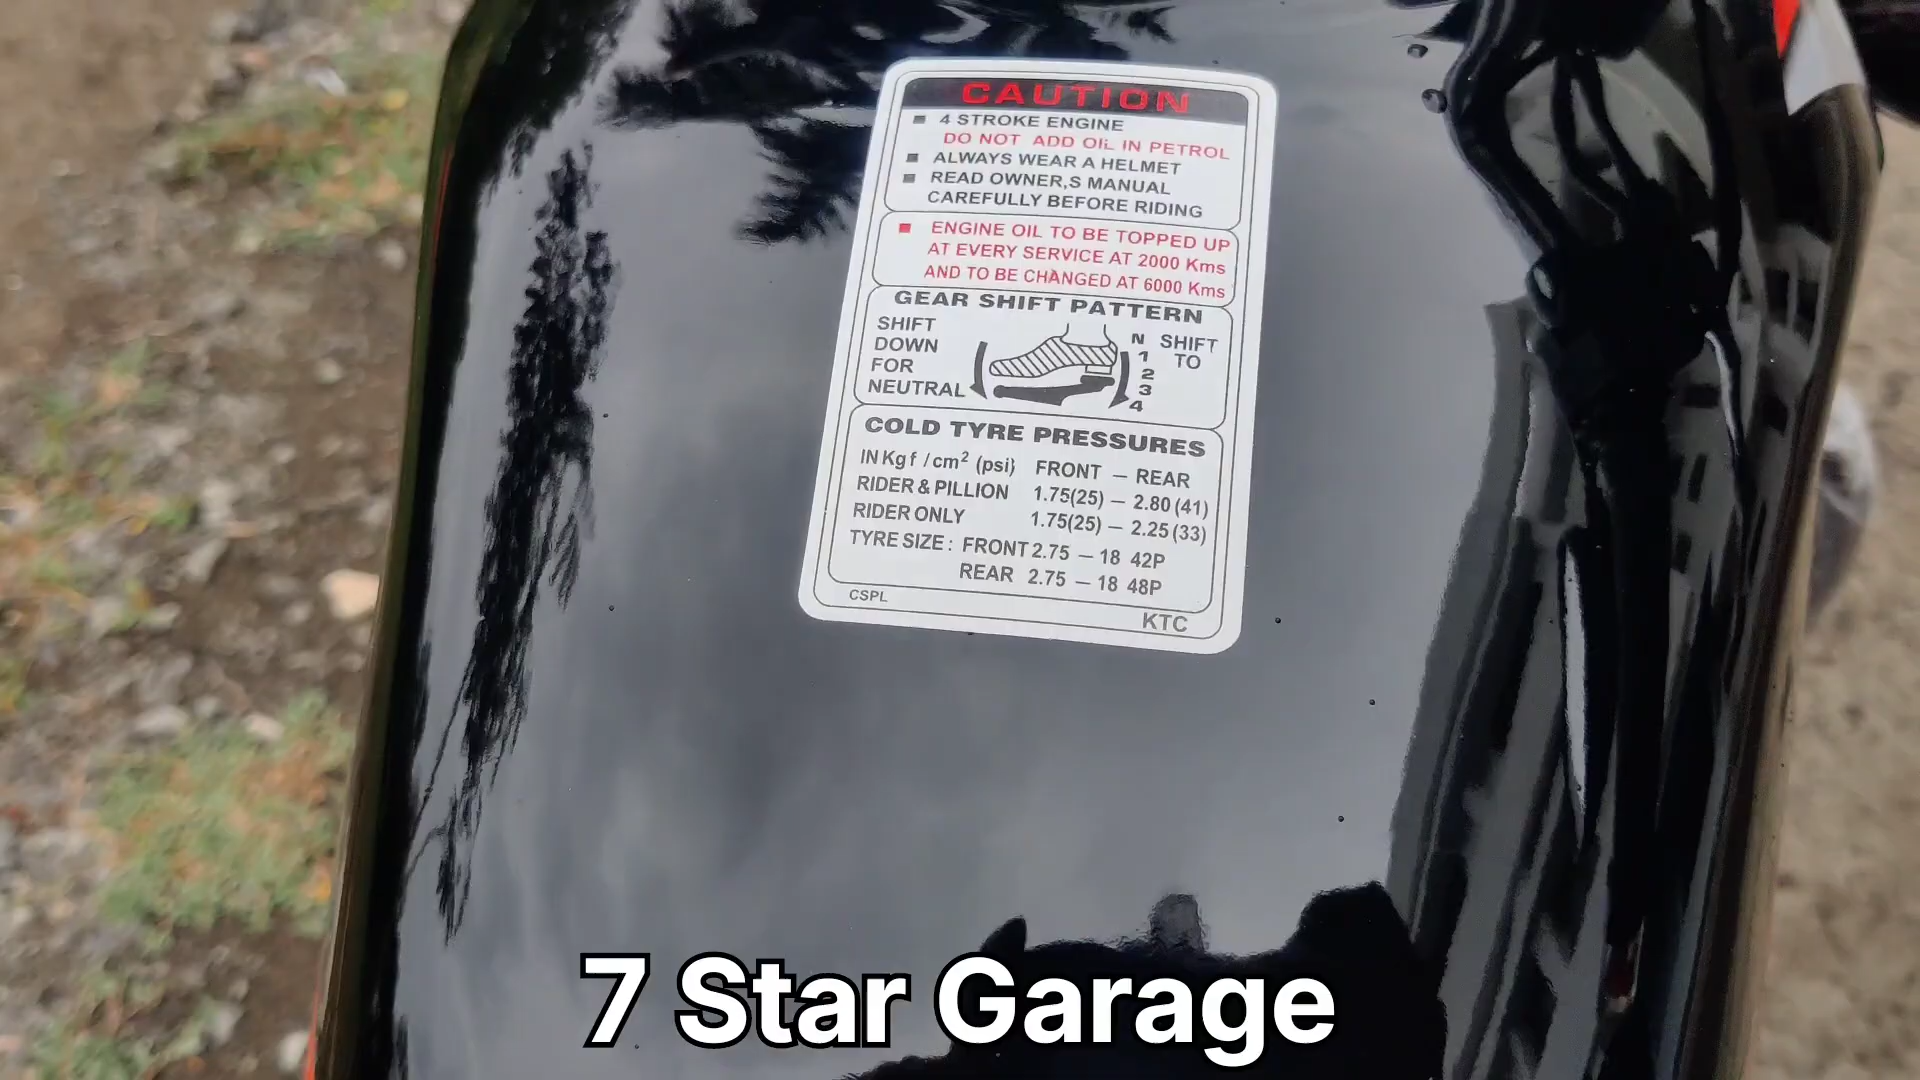 CAUTION
4 STROKE ENGINE
DO NOT ADD OIL IN PETROL
ALWAYS WEAR A HELMET
READ OWNER,S MANUAL
CAREFULLY BEFORE RIDING
ENGINE OIL TO BE TOPPED UP
AT EVERY SERVICE AT 2000 Kms
AND TO BE CHANGED AT 6000 Kms
GEAR SHIFT PATTERN
SHIFT
DOWN
FOR
NEUTRAL
N
1
2
3
4
SHIFT
TO
COLD TYRE PRESSURES
IN Kgf /cm² (psi) FRONT – REAR
RIDER & PILLION 1.75(25) – 2.80 (41)
RIDER ONLY 1.75(25) – 2.25 (33)
TYRE SIZE : FRONT 2.75 – 18 42P
REAR 2.75 – 18 48P
CSPL
KTC
7 Star Garage